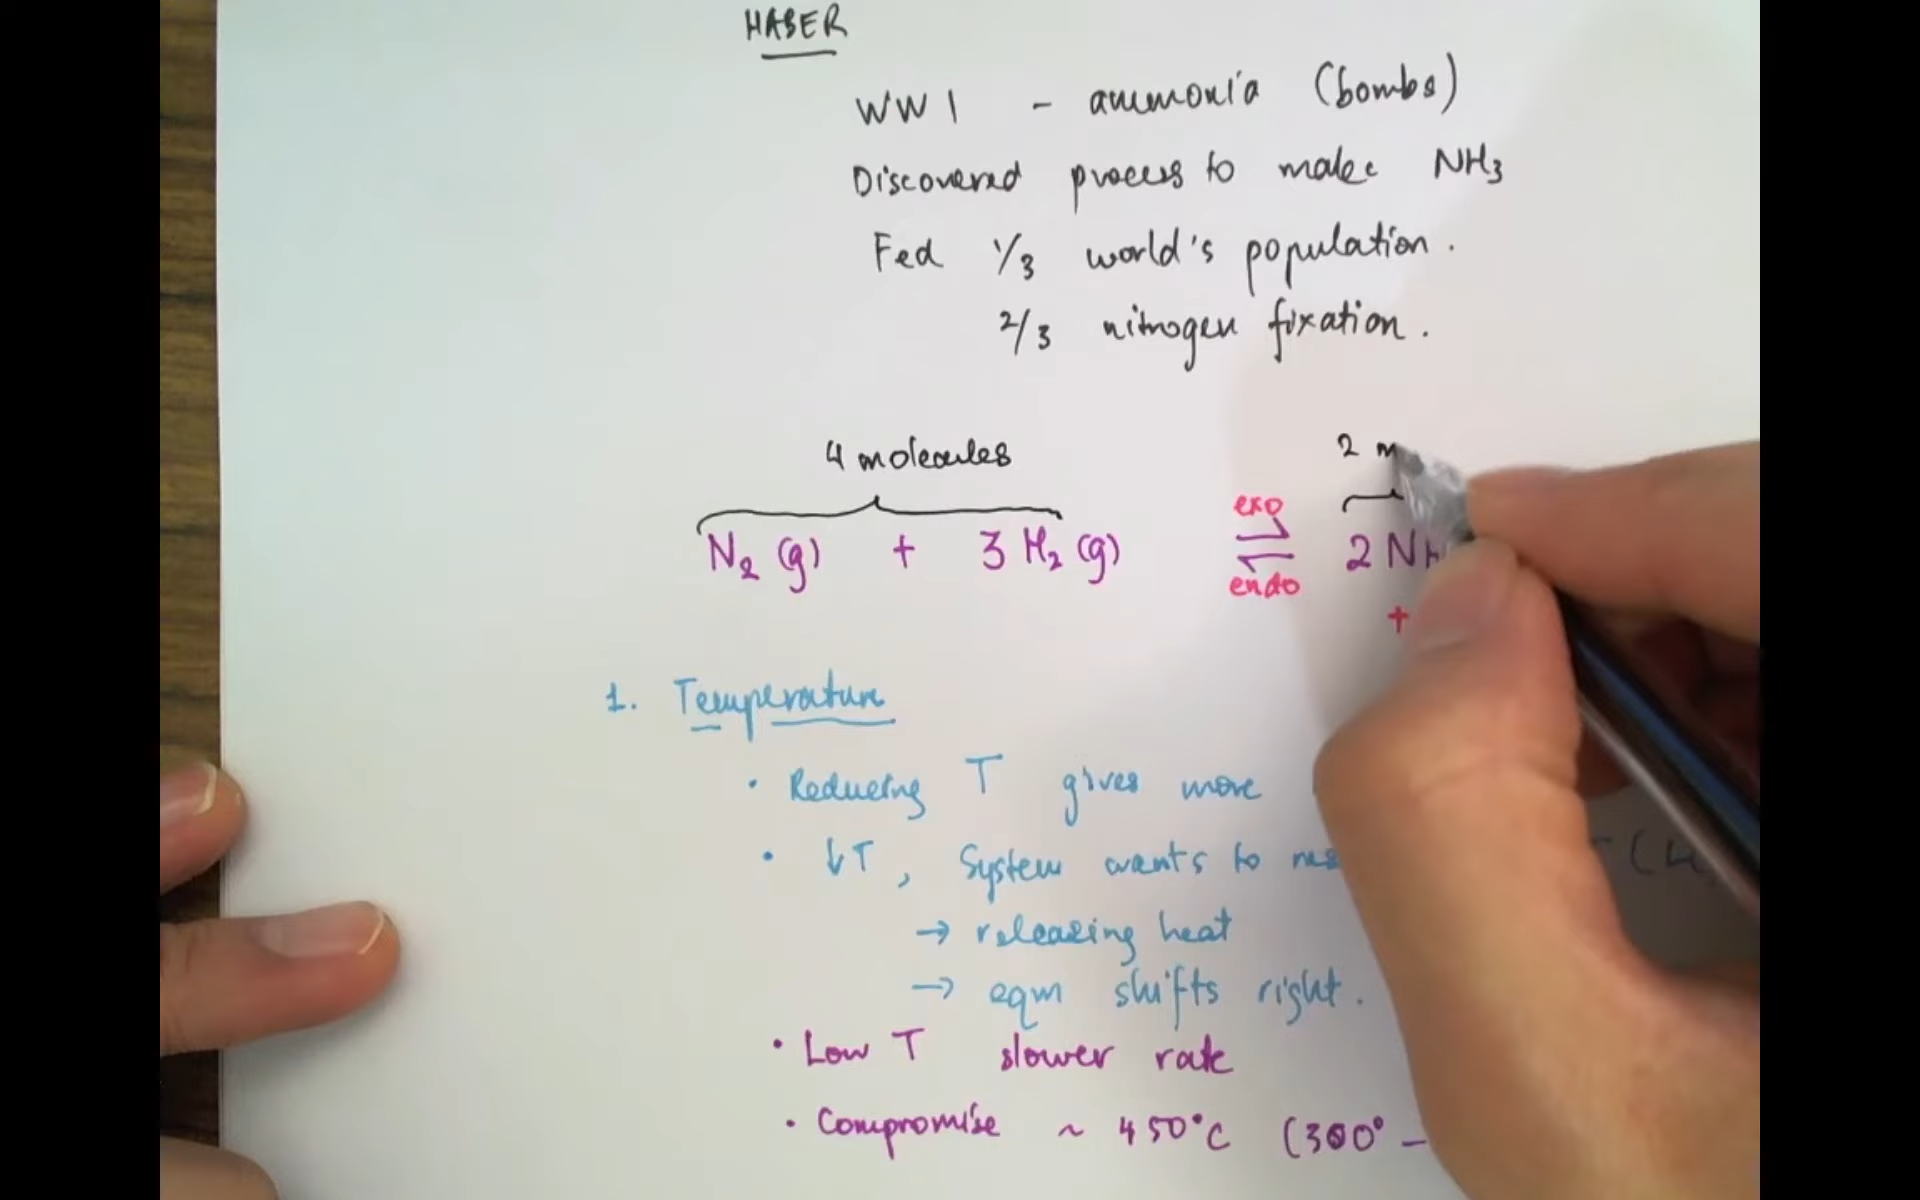 HABER
WW1 - ammonia (bombs)
Discovered process to make NH3
Fed 1/3 world's population.
2/3 nitrogen fixation.
4 molecules 2 m
N2 (g) + 3 H2 (g) exo ⇌ endo 2 N
+
1. Temperature
• Reducing T gives more
• ↓T, System wants to
→ releasing heat
→ eqm shifts right.
• Low T slower rate
• Compromise ~ 450°C (300° –